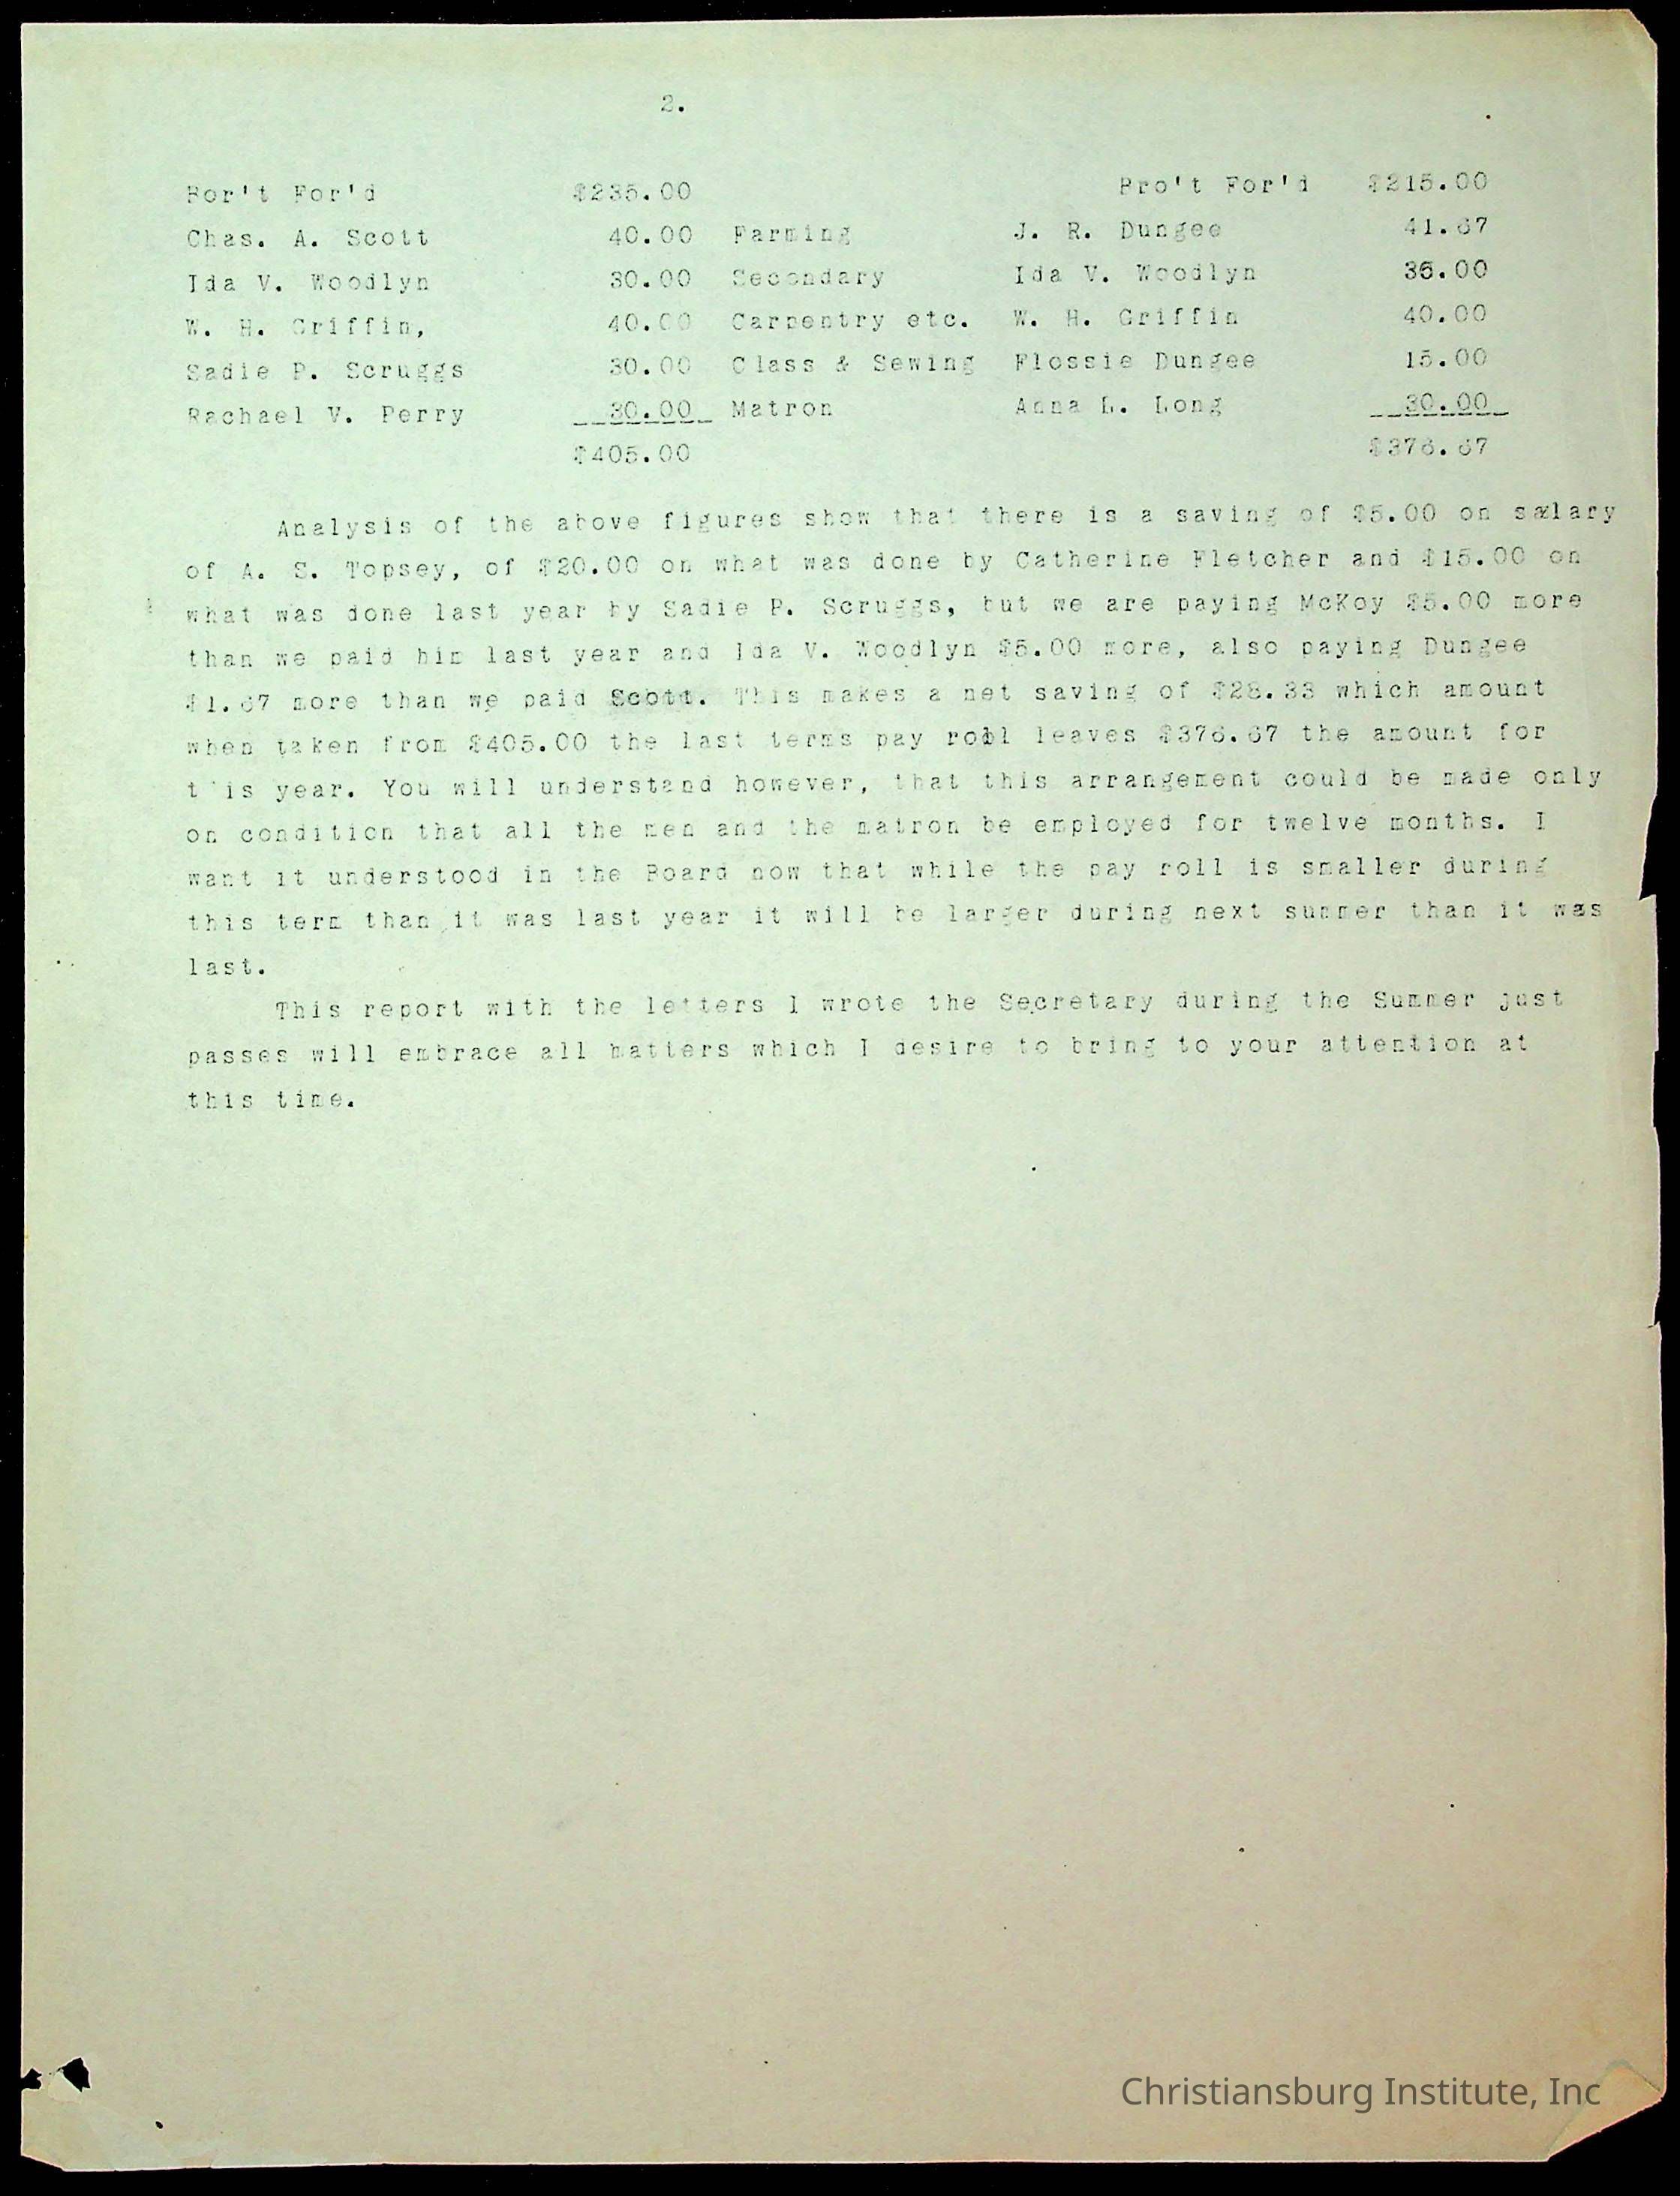 2.
Bor't For'd $235.00 Bro't For'd $215.00
Chas. A. Scott 40.00 Farming J. R. Dungee 41.67
Ida V. Woodlyn 30.00 Secondary Ida V. Woodlyn 35.00
W. H. Griffin, 40.00 Carpentry etc. W. H. Griffin 40.00
Sadie P. Scruggs 30.00 Class & Sewing Flossie Dungee 15.00
Rachael V. Perry 30.00 Matron Anna L. Long 30.00
$405.00 $376.67
Analysis of the above figures show that there is a saving of $5.00 on salary
of A. S. Topsey, of $20.00 on what was done by Catherine Fletcher and $15.00 on
what was done last year by Sadie P. Scruggs, but we are paying McKoy $5.00 more
than we paid him last year and Ida V. Woodlyn $5.00 more, also paying Dungee
$1.67 more than we paid Scott. This makes a net saving of $28.33 which amount
when taken from $405.00 the last terms pay roll leaves $376.67 the amount for
this year. You will understand however, that this arrangement could be made only
on condition that all the men and the matron be employed for twelve months. I
want it understood in the Board now that while the pay roll is smaller during
this term than it was last year it will be larger during next summer than it was
last.
This report with the letters I wrote the Secretary during the Summer just
passes will embrace all matters which I desire to bring to your attention at
this time.
Christiansburg Institute, Inc